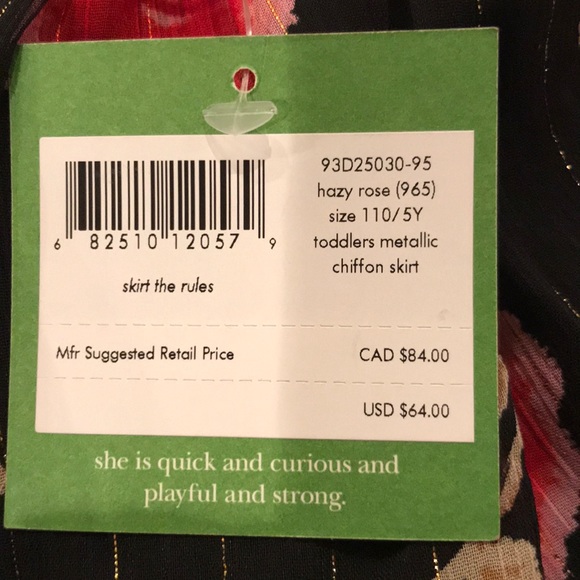 93D25030-95
hazy rose (965)
size 110/5Y
toddlers metallic
chiffon skirt
6 82510 12057 9
skirt the rules
Mfr Suggested Retail Price CAD $84.00
USD $64.00
she is quick and curious and
playful and strong.